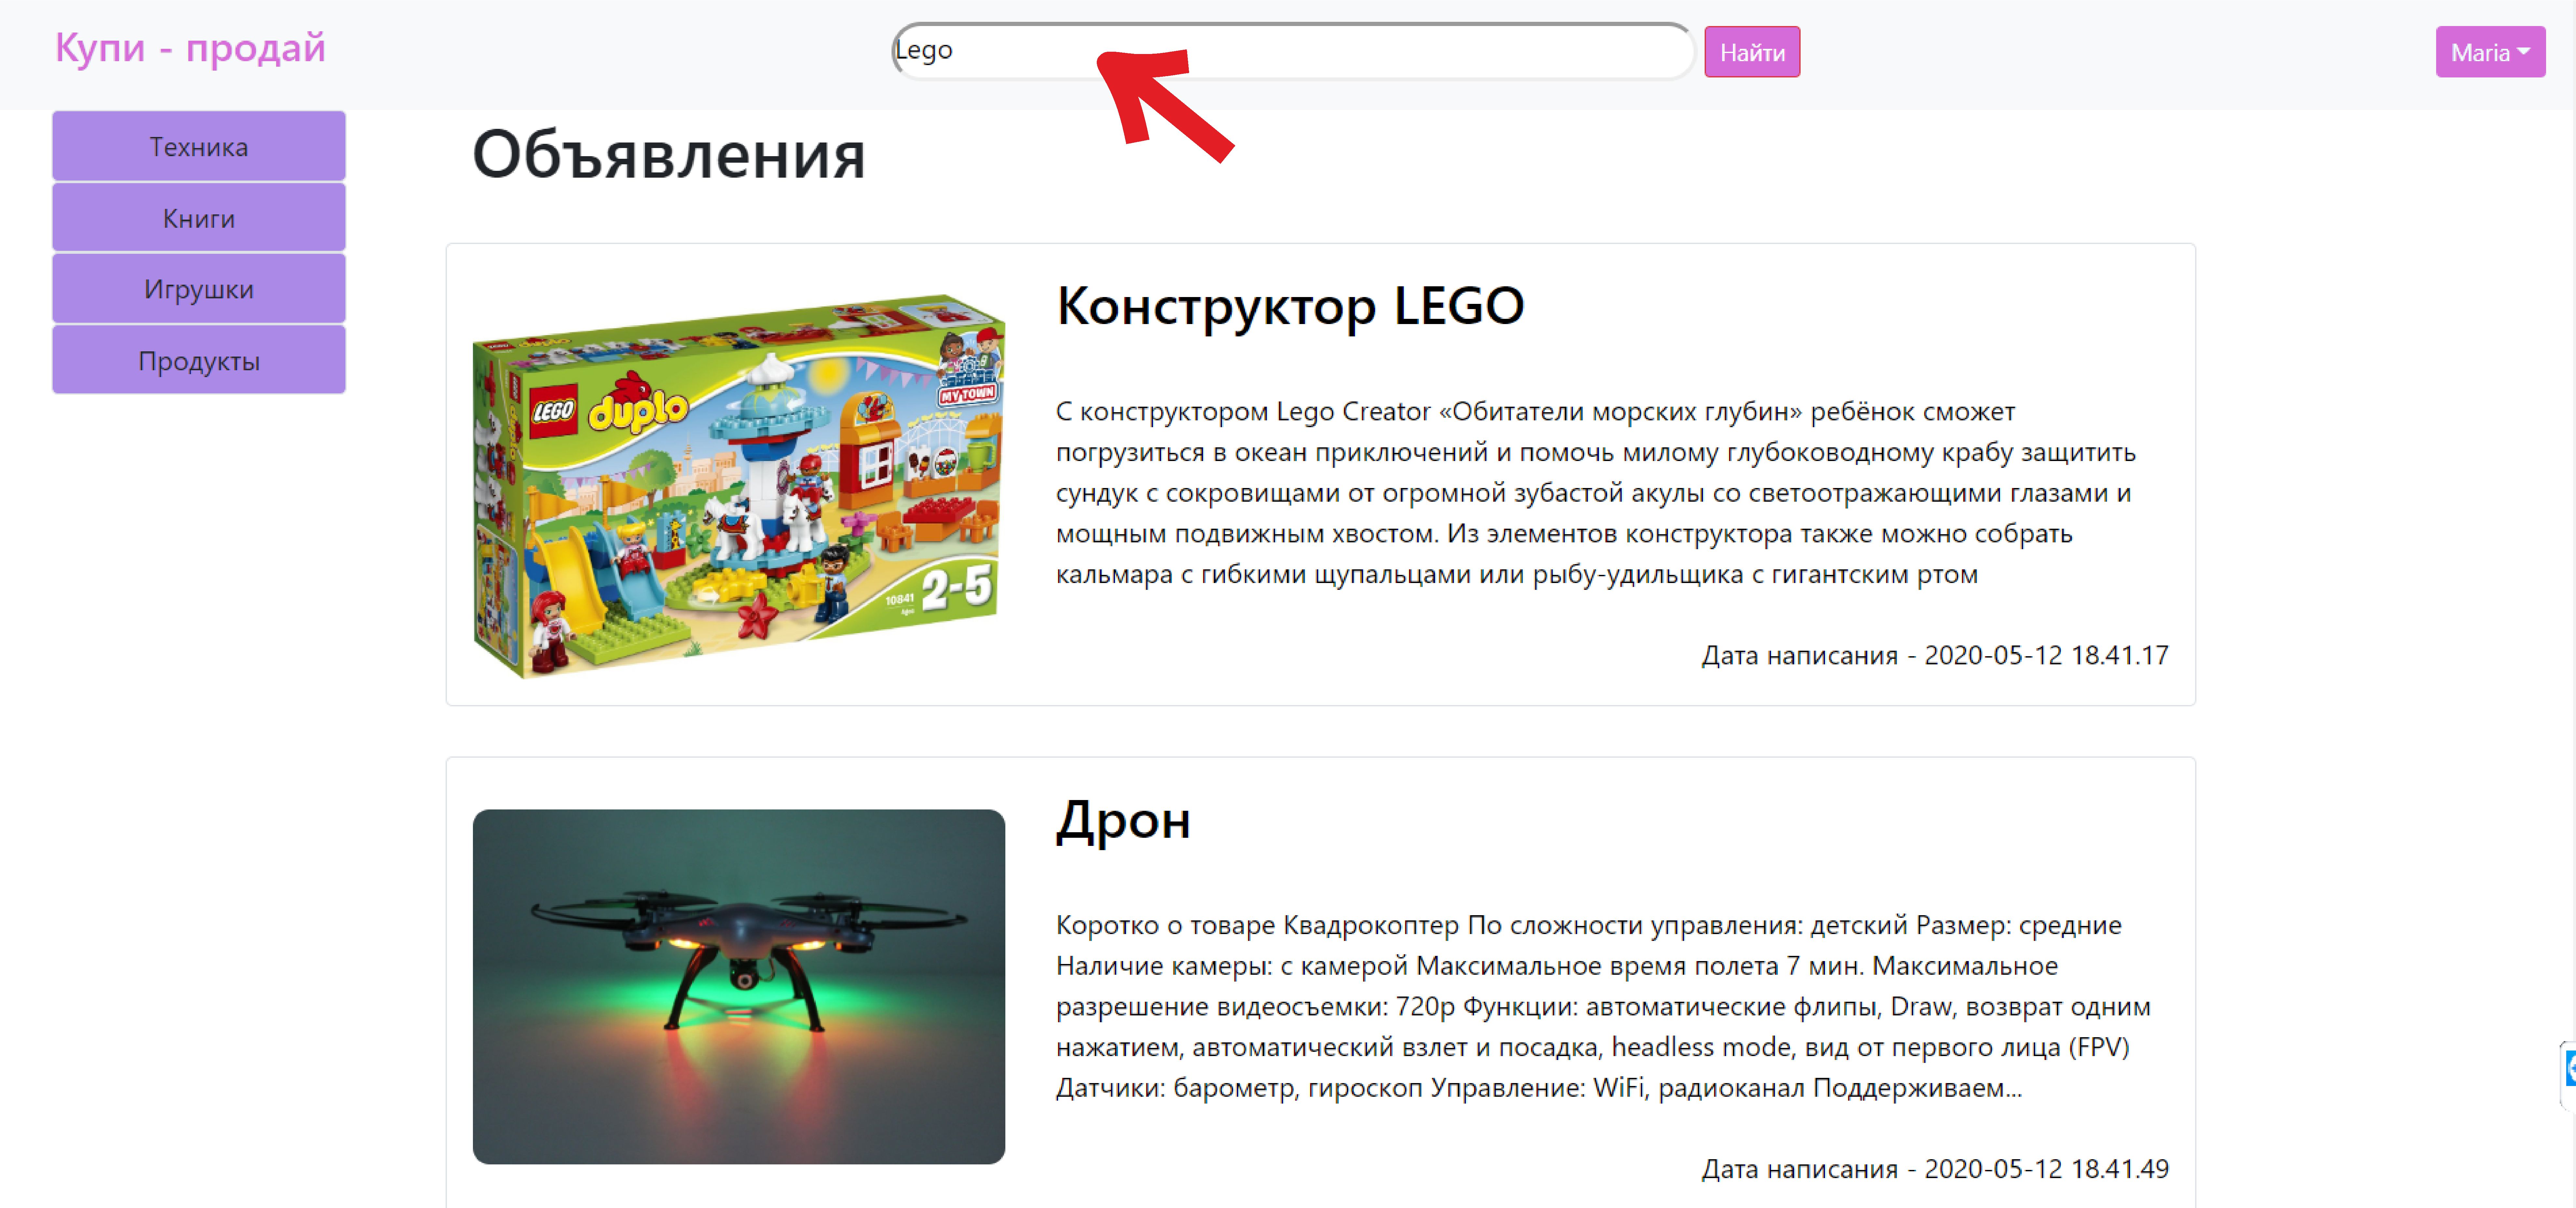 Купи - продай
Lego
Найти
Maria
Техника
Книги
Игрушки
Продукты
Объявления
LEGO duplo
MY TOWN
10841
Ages
2-5
Конструктор LEGO
С конструктором Lego Creator «Обитатели морских глубин» ребёнок сможет
погрузиться в океан приключений и помочь милому глубоководному крабу защитить
сундук с сокровищами от огромной зубастой акулы со светоотражающими глазами и
мощным подвижным хвостом. Из элементов конструктора также можно собрать
кальмара с гибкими щупальцами или рыбу-удильщика с гигантским ртом
Дата написания - 2020-05-12 18.41.17
Дрон
Коротко о товаре Квадрокоптер По сложности управления: детский Размер: средние
Наличие камеры: с камерой Максимальное время полета 7 мин. Максимальное
разрешение видеосъемки: 720p Функции: автоматические флипы, Draw, возврат одним
нажатием, автоматический взлет и посадка, headless mode, вид от первого лица (FPV)
Датчики: барометр, гироскоп Управление: WiFi, радиоканал Поддерживаем...
Дата написания - 2020-05-12 18.41.49